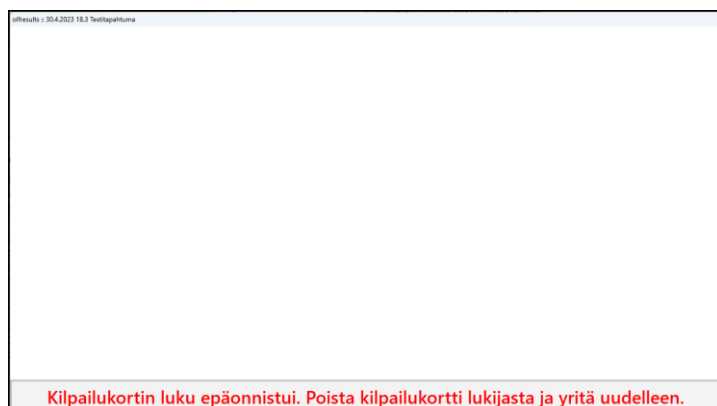 olfresults :: 30.4.2023 18.3 Testitapahtuma
Kilpailukortin luku epäonnistui. Poista kilpailukortti lukijasta ja yritä uudelleen.